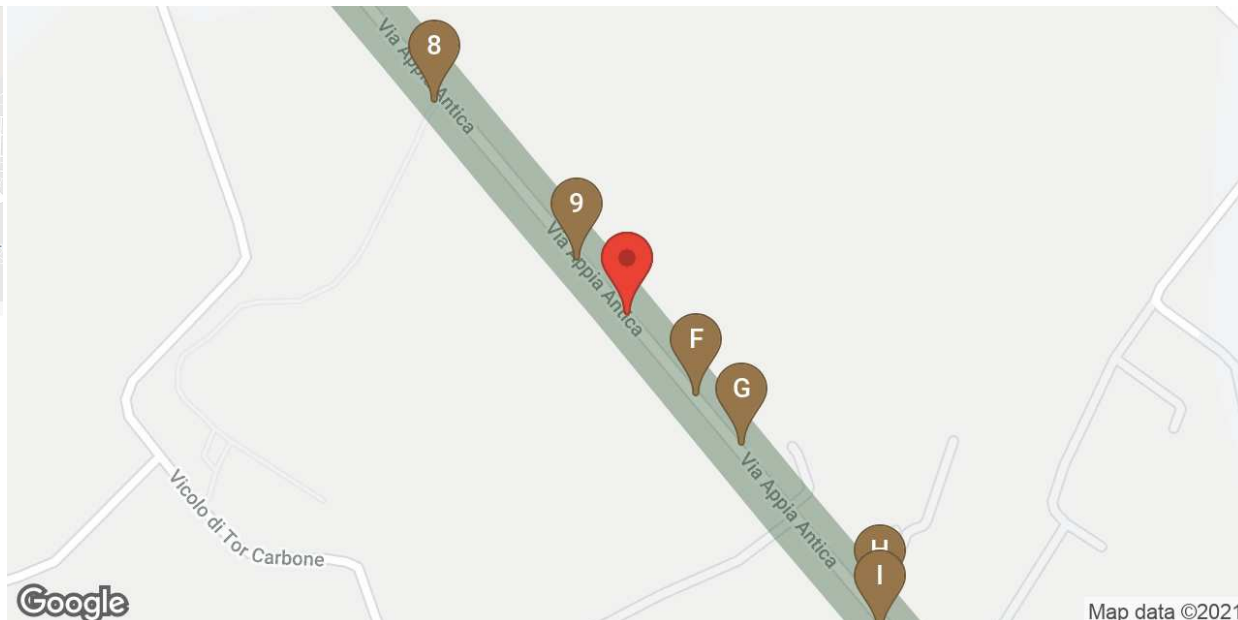 8
Via Appia Antica
9
Via Appia Antica
F
G
Via Appia Antica
Vicolo di Tor Carbone
H
I
Google
Map data ©2021